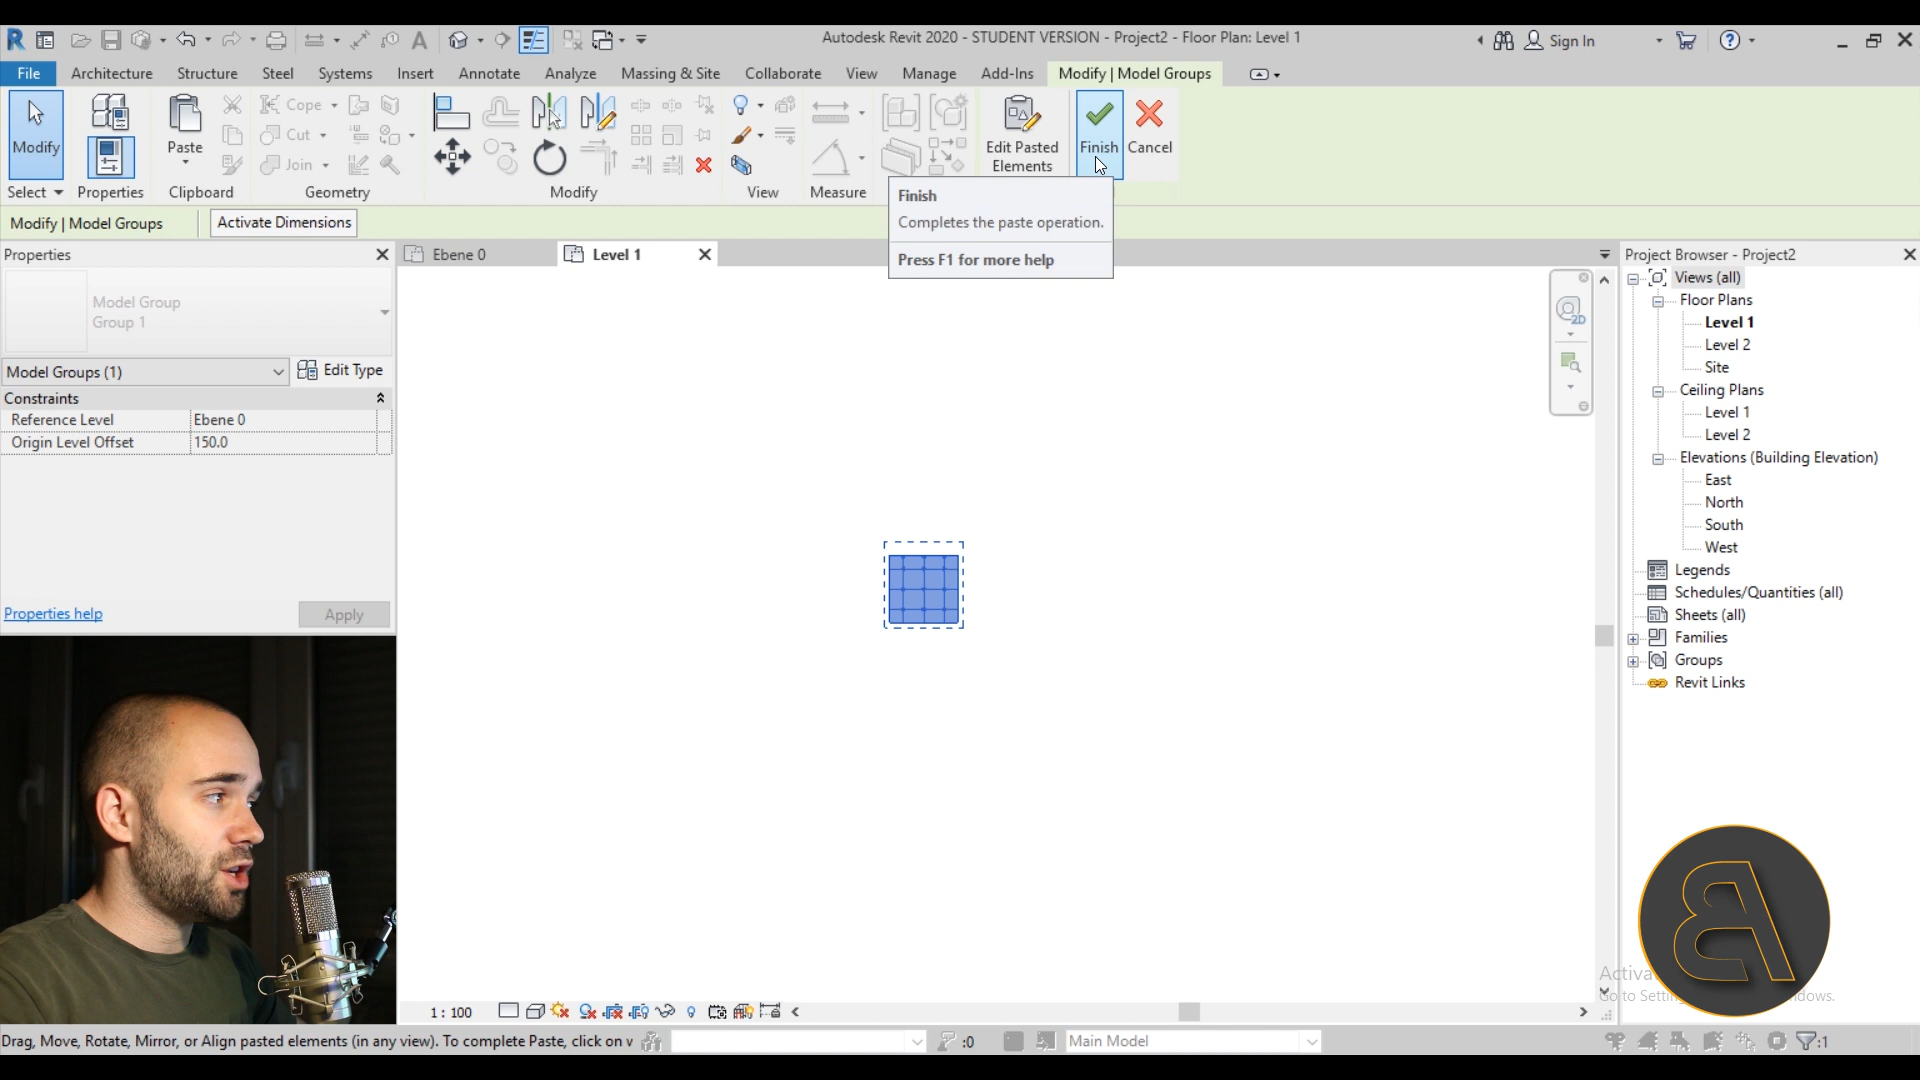 Autodesk Revit 2020 - STUDENT VERSION - Project2 - Floor Plan: Level 1
Sign In
File Architecture Structure Steel Systems Insert Annotate Analyze Massing & Site Collaborate View Manage Add-Ins Modify | Model Groups
Modify
Paste
Cope
Cut
Join
Edit Pasted
Elements
Finish
Cancel
Select Properties Clipboard Geometry Modify View Measure
Finish
Completes the paste operation.
Press F1 for more help
Modify | Model Groups Activate Dimensions
Properties
Ebene 0
Level 1
Project Browser - Project2
Model Group
Group 1
Model Groups (1)
Edit Type
Constraints
Reference Level Ebene 0
Origin Level Offset 150.0
Properties help
Apply
2D
Views (all)
Floor Plans
Level 1
Level 2
Site
Ceiling Plans
Level 1
Level 2
Elevations (Building Elevation)
East
North
South
West
Legends
Schedules/Quantities (all)
Sheets (all)
Families
Groups
Revit Links
Activa
Go to Setti dows.
1 : 100
Drag, Move, Rotate, Mirror, or Align pasted elements (in any view). To complete Paste, click on v
:0
Main Model
:1